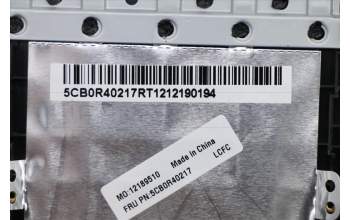 5CB0R40217RT1212190194
MO:12189510 Made in China
FRU PN:5CB0R40217 LCFC